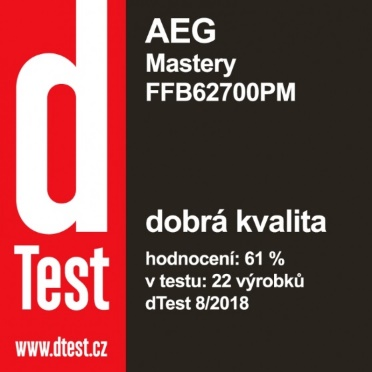 d
Test
www.dtest.cz
AEG
Mastery
FFB62700PM
dobrá kvalita
hodnocení: 61 %
v testu: 22 výrobků
dTest 8/2018